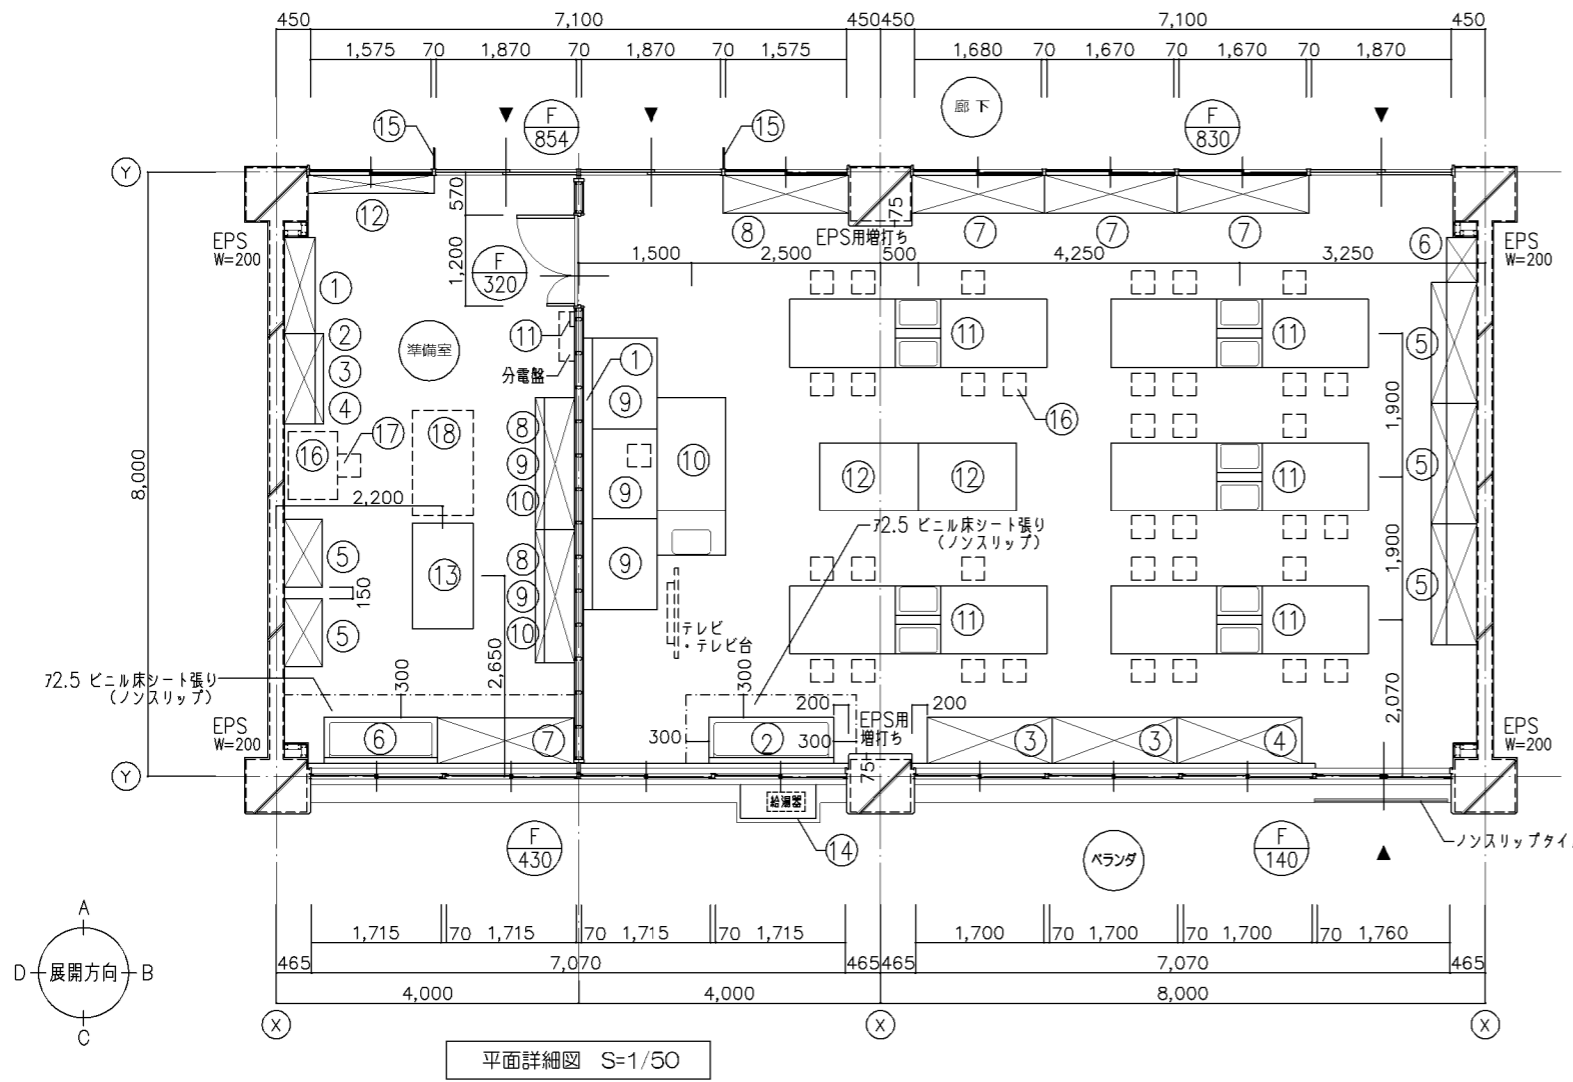 450 7,100 450 450 7,100 450
1,575 70 1,870 70 1,870 70 1,575 1,680 70 1,670 70 1,670 70 1,870
廊下
F
854
F
830
15 15
Y
570
12
75
8
EPS用増打ち
7 7 7
6
EPS
W=200
EPS
W=200
1,200
F
320
1,500 2,500 500 4,250 3,250
1
2
3
4
準備室
11
分電盤
1
9
11 11
5
16
17
18
8
9
10
9
10
16
1,900
8,000
2,200
12 12
11
5
ｱ2.5 ビニル床シート張り
(ノンスリップ)
5
150
13
8
9
10
9
1,900
5
5
テレビ
・テレビ台
11 11
ｱ2.5 ビニル床シート張り
(ノンスリップ)
300
2,650
300
200 200
2,070
EPS
W=200
6
7
300
2
300
EPS用
増打ち
3 3 4
EPS
W=200
Y
75
給湯器
14
F
430
ベランダ
F
140
ノンスリップタイ
A
D 展開方向 B
C
1,715 70 1,715 70 1,715 70 1,715 1,700 70 1,700 70 1,700 70 1,760
465 7,070 465 465 7,070 465
4,000 4,000 8,000
X X X
平面詳細図 S=1/50